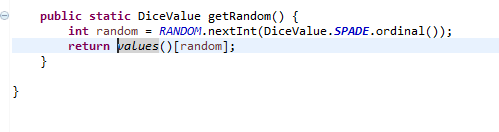 public static DiceValue getRandom() {
int random = RANDOM.nextInt(DiceValue.SPADE.ordinal());
return values()[random];
}
}